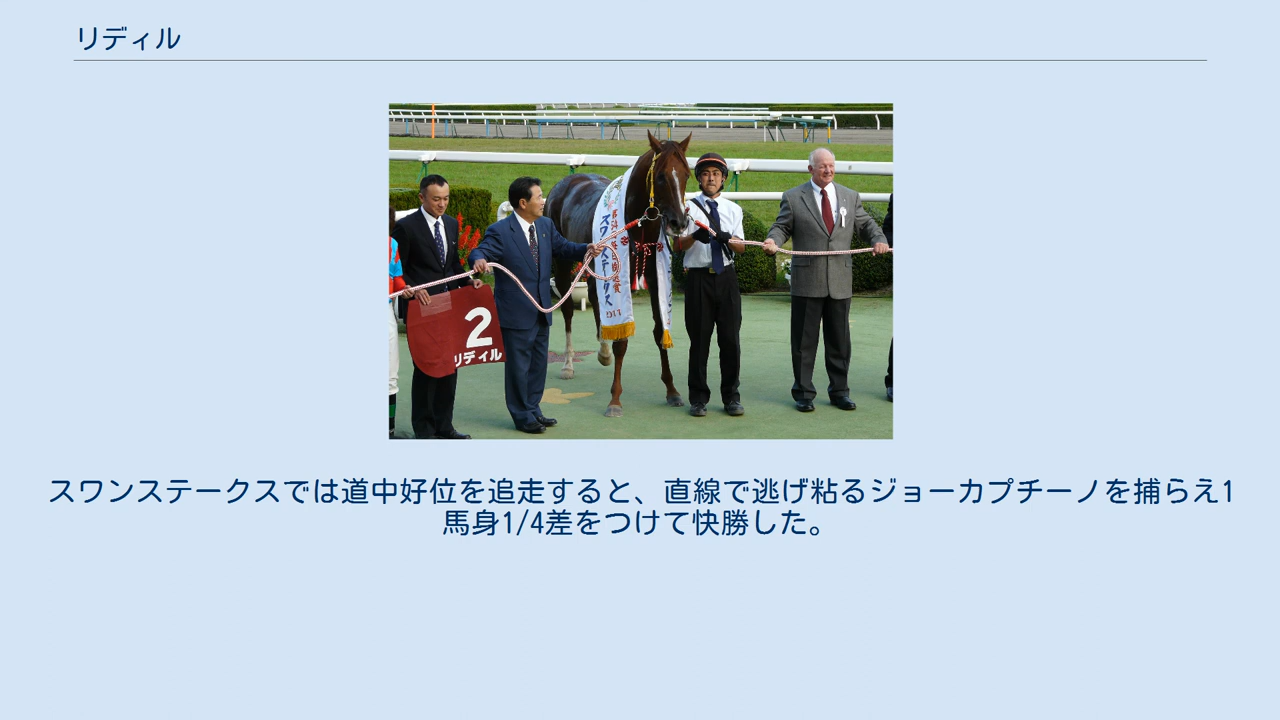 リディル
スワンステークス
2
リディル
スワンステークスでは道中好位を追走すると、直線で逃げ粘るジョーカプチーノを捕らえ1
馬身1/4差をつけて快勝した。